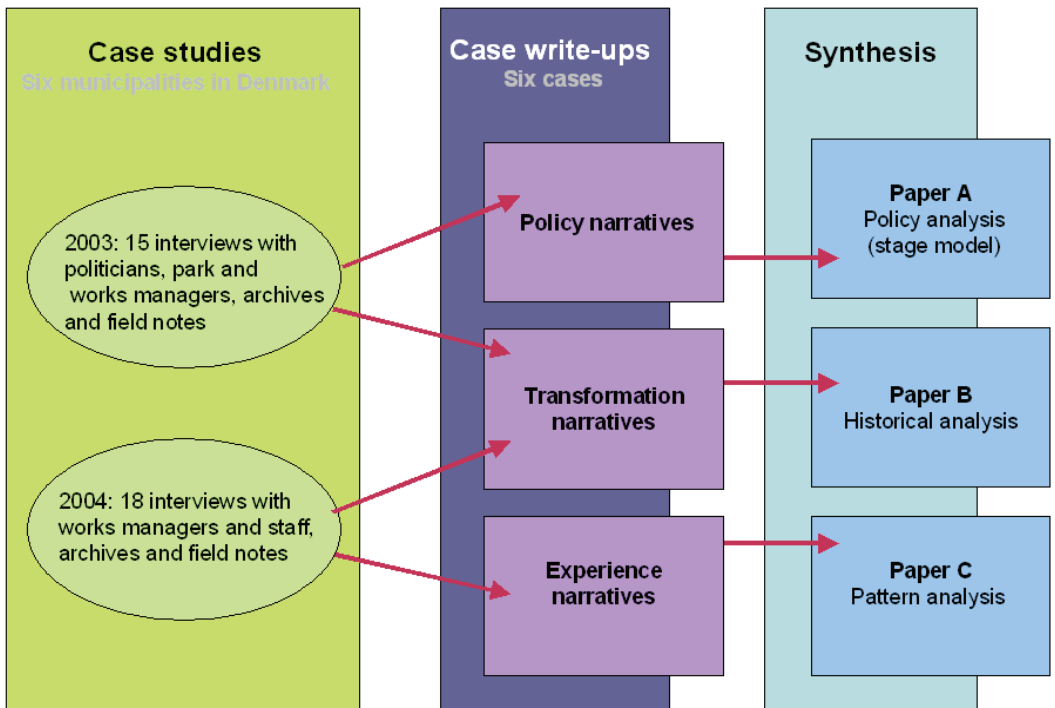 Case studies
Six municipalities in Denmark
2003: 15 interviews with
politicians, park and
works managers, archives
and field notes
2004: 18 interviews with
works managers and staff,
archives and field notes
Case write-ups
Six cases
Policy narratives
Transformation
narratives
Experience
narratives
Synthesis
Paper A
Policy analysis
(stage model)
Paper B
Historical analysis
Paper C
Pattern analysis